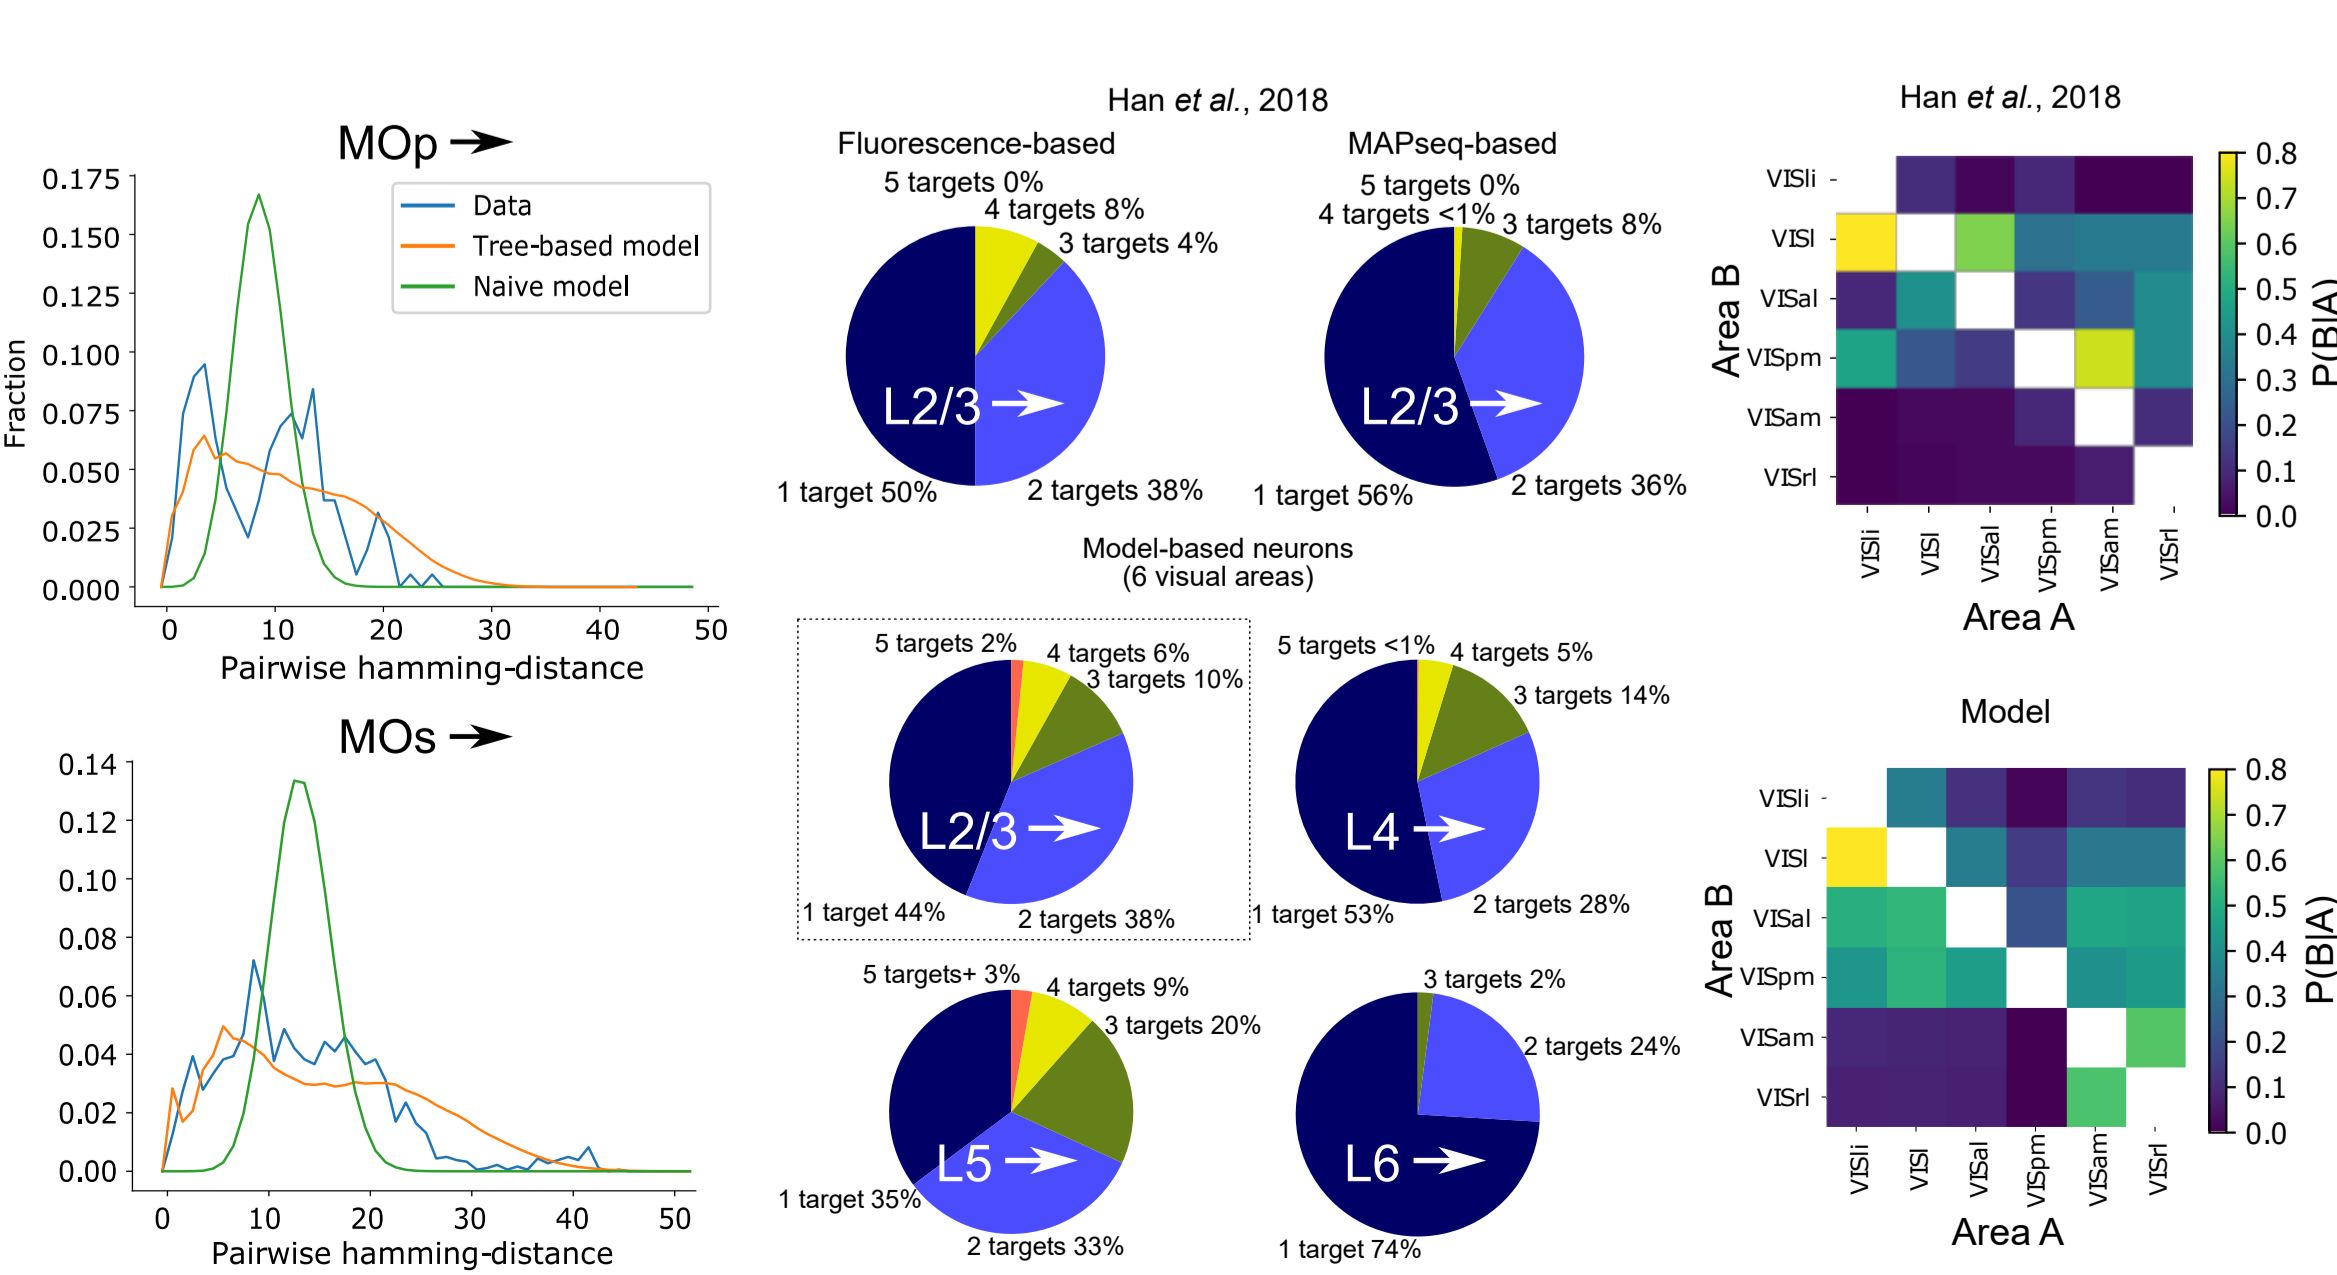 MOp
0.175
0.150
0.125
0.100
0.075
0.050
0.025
0.000
Fraction
Data
Tree-based model
Naive model
0 10 20 30 40 50
Pairwise hamming-distance
MOs
0.14
0.12
0.10
0.08
0.06
0.04
0.02
0.00
0 10 20 30 40 50
Pairwise hamming-distance
Han et al., 2018
Fluorescence-based
5 targets 0%
4 targets 8%
3 targets 4%
L2/3
1 target 50%
2 targets 38%
MAPseq-based
5 targets 0%
4 targets <1%
3 targets 8%
L2/3
1 target 56%
2 targets 36%
Model-based neurons
(6 visual areas)
5 targets 2%
4 targets 6%
3 targets 10%
L2/3
1 target 44%
2 targets 38%
5 targets <1%
4 targets 5%
3 targets 14%
L4
1 target 53%
2 targets 28%
5 targets+ 3%
4 targets 9%
3 targets 20%
L5
1 target 35%
2 targets 33%
3 targets 2%
2 targets 24%
L6
1 target 74%
Han et al., 2018
Area B
VISli
VISl
VISal
VISpm
VISam
VISrl
VISli VISl VISal VISpm VISam VISrl
Area A
0.8
0.7
0.6
0.5
0.4
0.3
0.2
0.1
0.0
P(B|A)
Model
Area B
VISli
VISl
VISal
VISpm
VISam
VISrl
VISli VISl VISal VISpm VISam VISrl
Area A
0.8
0.7
0.6
0.5
0.4
0.3
0.2
0.1
0.0
P(B|A)